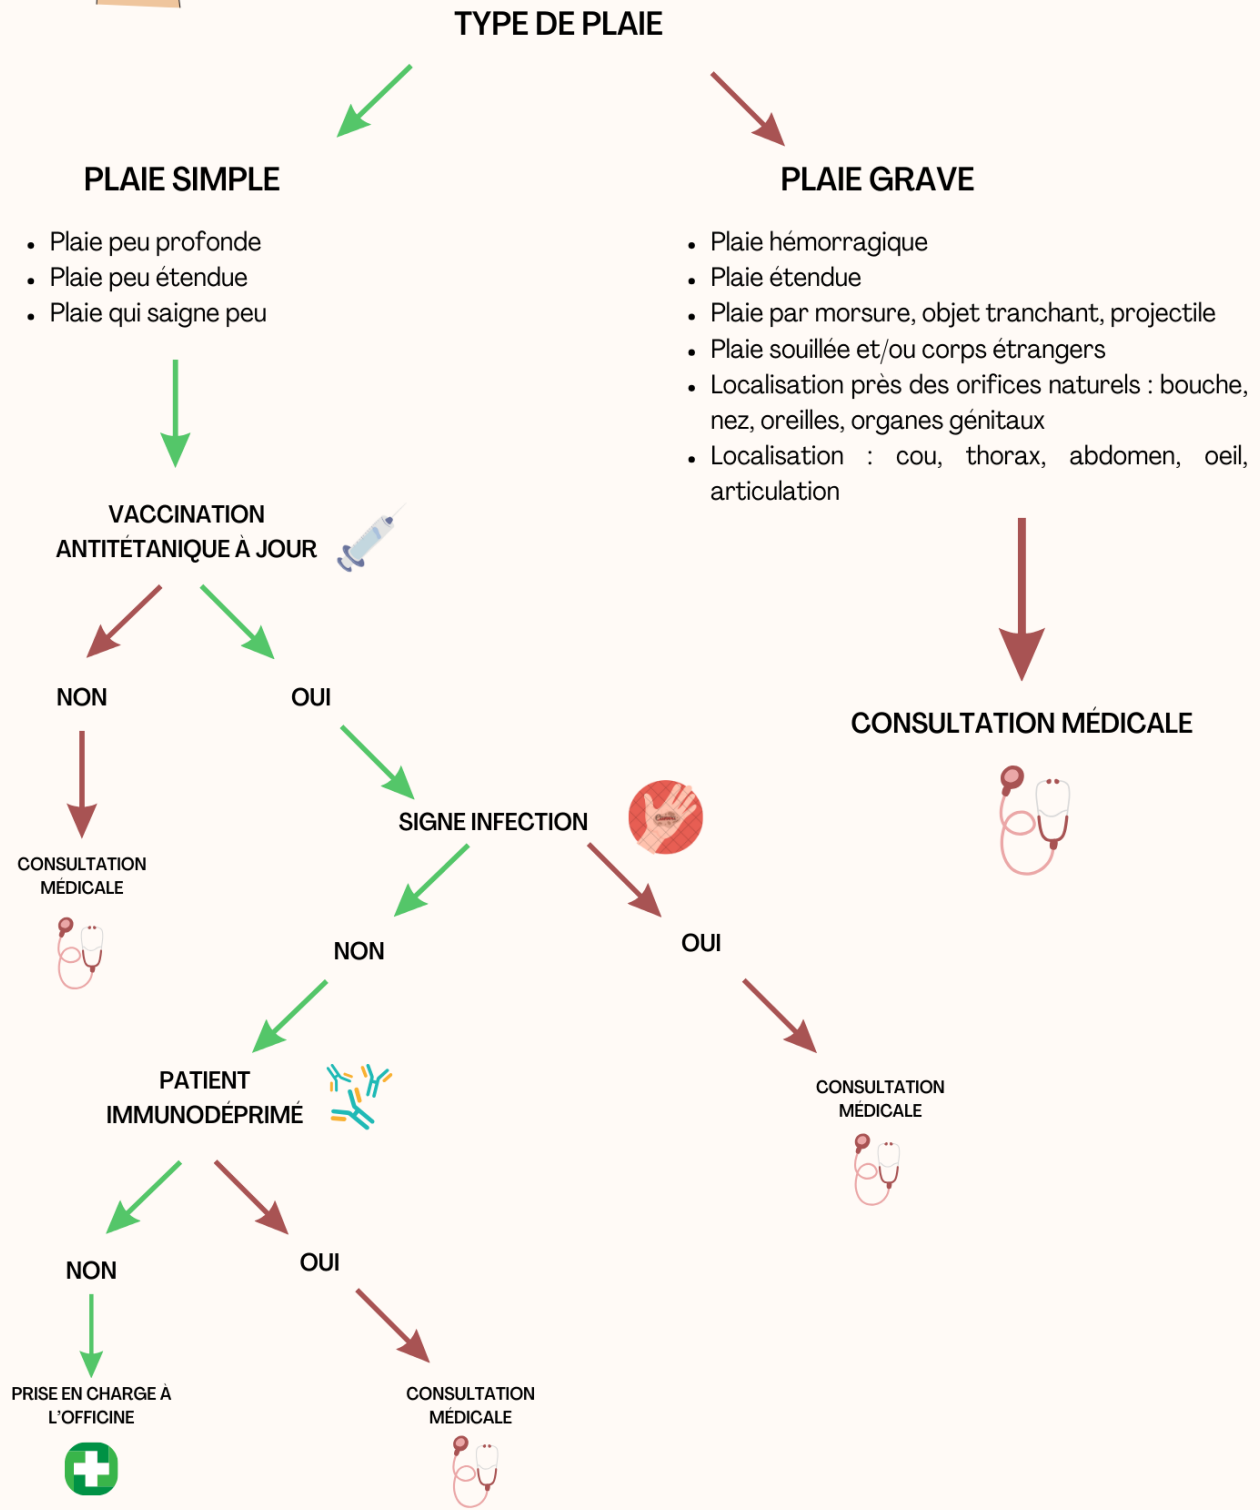 TYPE DE PLAIE
PLAIE SIMPLE
• Plaie peu profonde
• Plaie peu étendue
• Plaie qui saigne peu
PLAIE GRAVE
• Plaie hémorragique
• Plaie étendue
• Plaie par morsure, objet tranchant, projectile
• Plaie souillée et/ou corps étrangers
• Localisation près des orifices naturels : bouche,
nez, oreilles, organes génitaux
• Localisation : cou, thorax, abdomen, oeil,
articulation
VACCINATION
ANTITÉTANIQUE À JOUR
NON
OUI
CONSULTATION MÉDICALE
CONSULTATION
MÉDICALE
SIGNE INFECTION
NON
OUI
PATIENT
IMMUNODÉPRIMÉ
CONSULTATION
MÉDICALE
NON
OUI
PRISE EN CHARGE À
L'OFFICINE
CONSULTATION
MÉDICALE